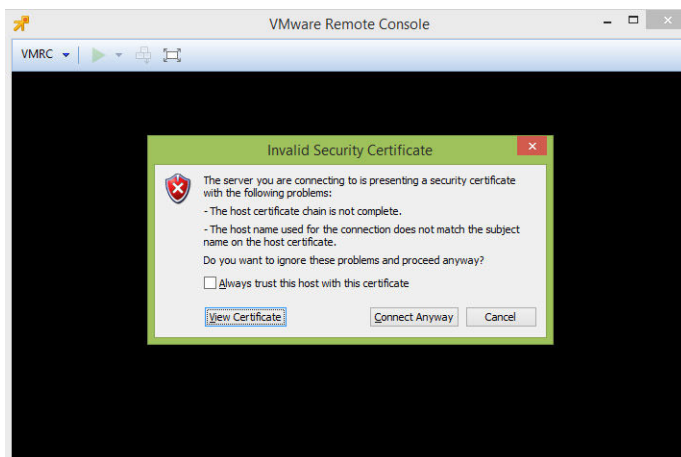 VMware Remote Console
VMRC
Invalid Security Certificate
The server you are connecting to is presenting a security certificate
with the following problems:
- The host certificate chain is not complete.
- The host name used for the connection does not match the subject
name on the host certificate.
Do you want to ignore these problems and proceed anyway?
Always trust this host with this certificate
View Certificate
Connect Anyway
Cancel